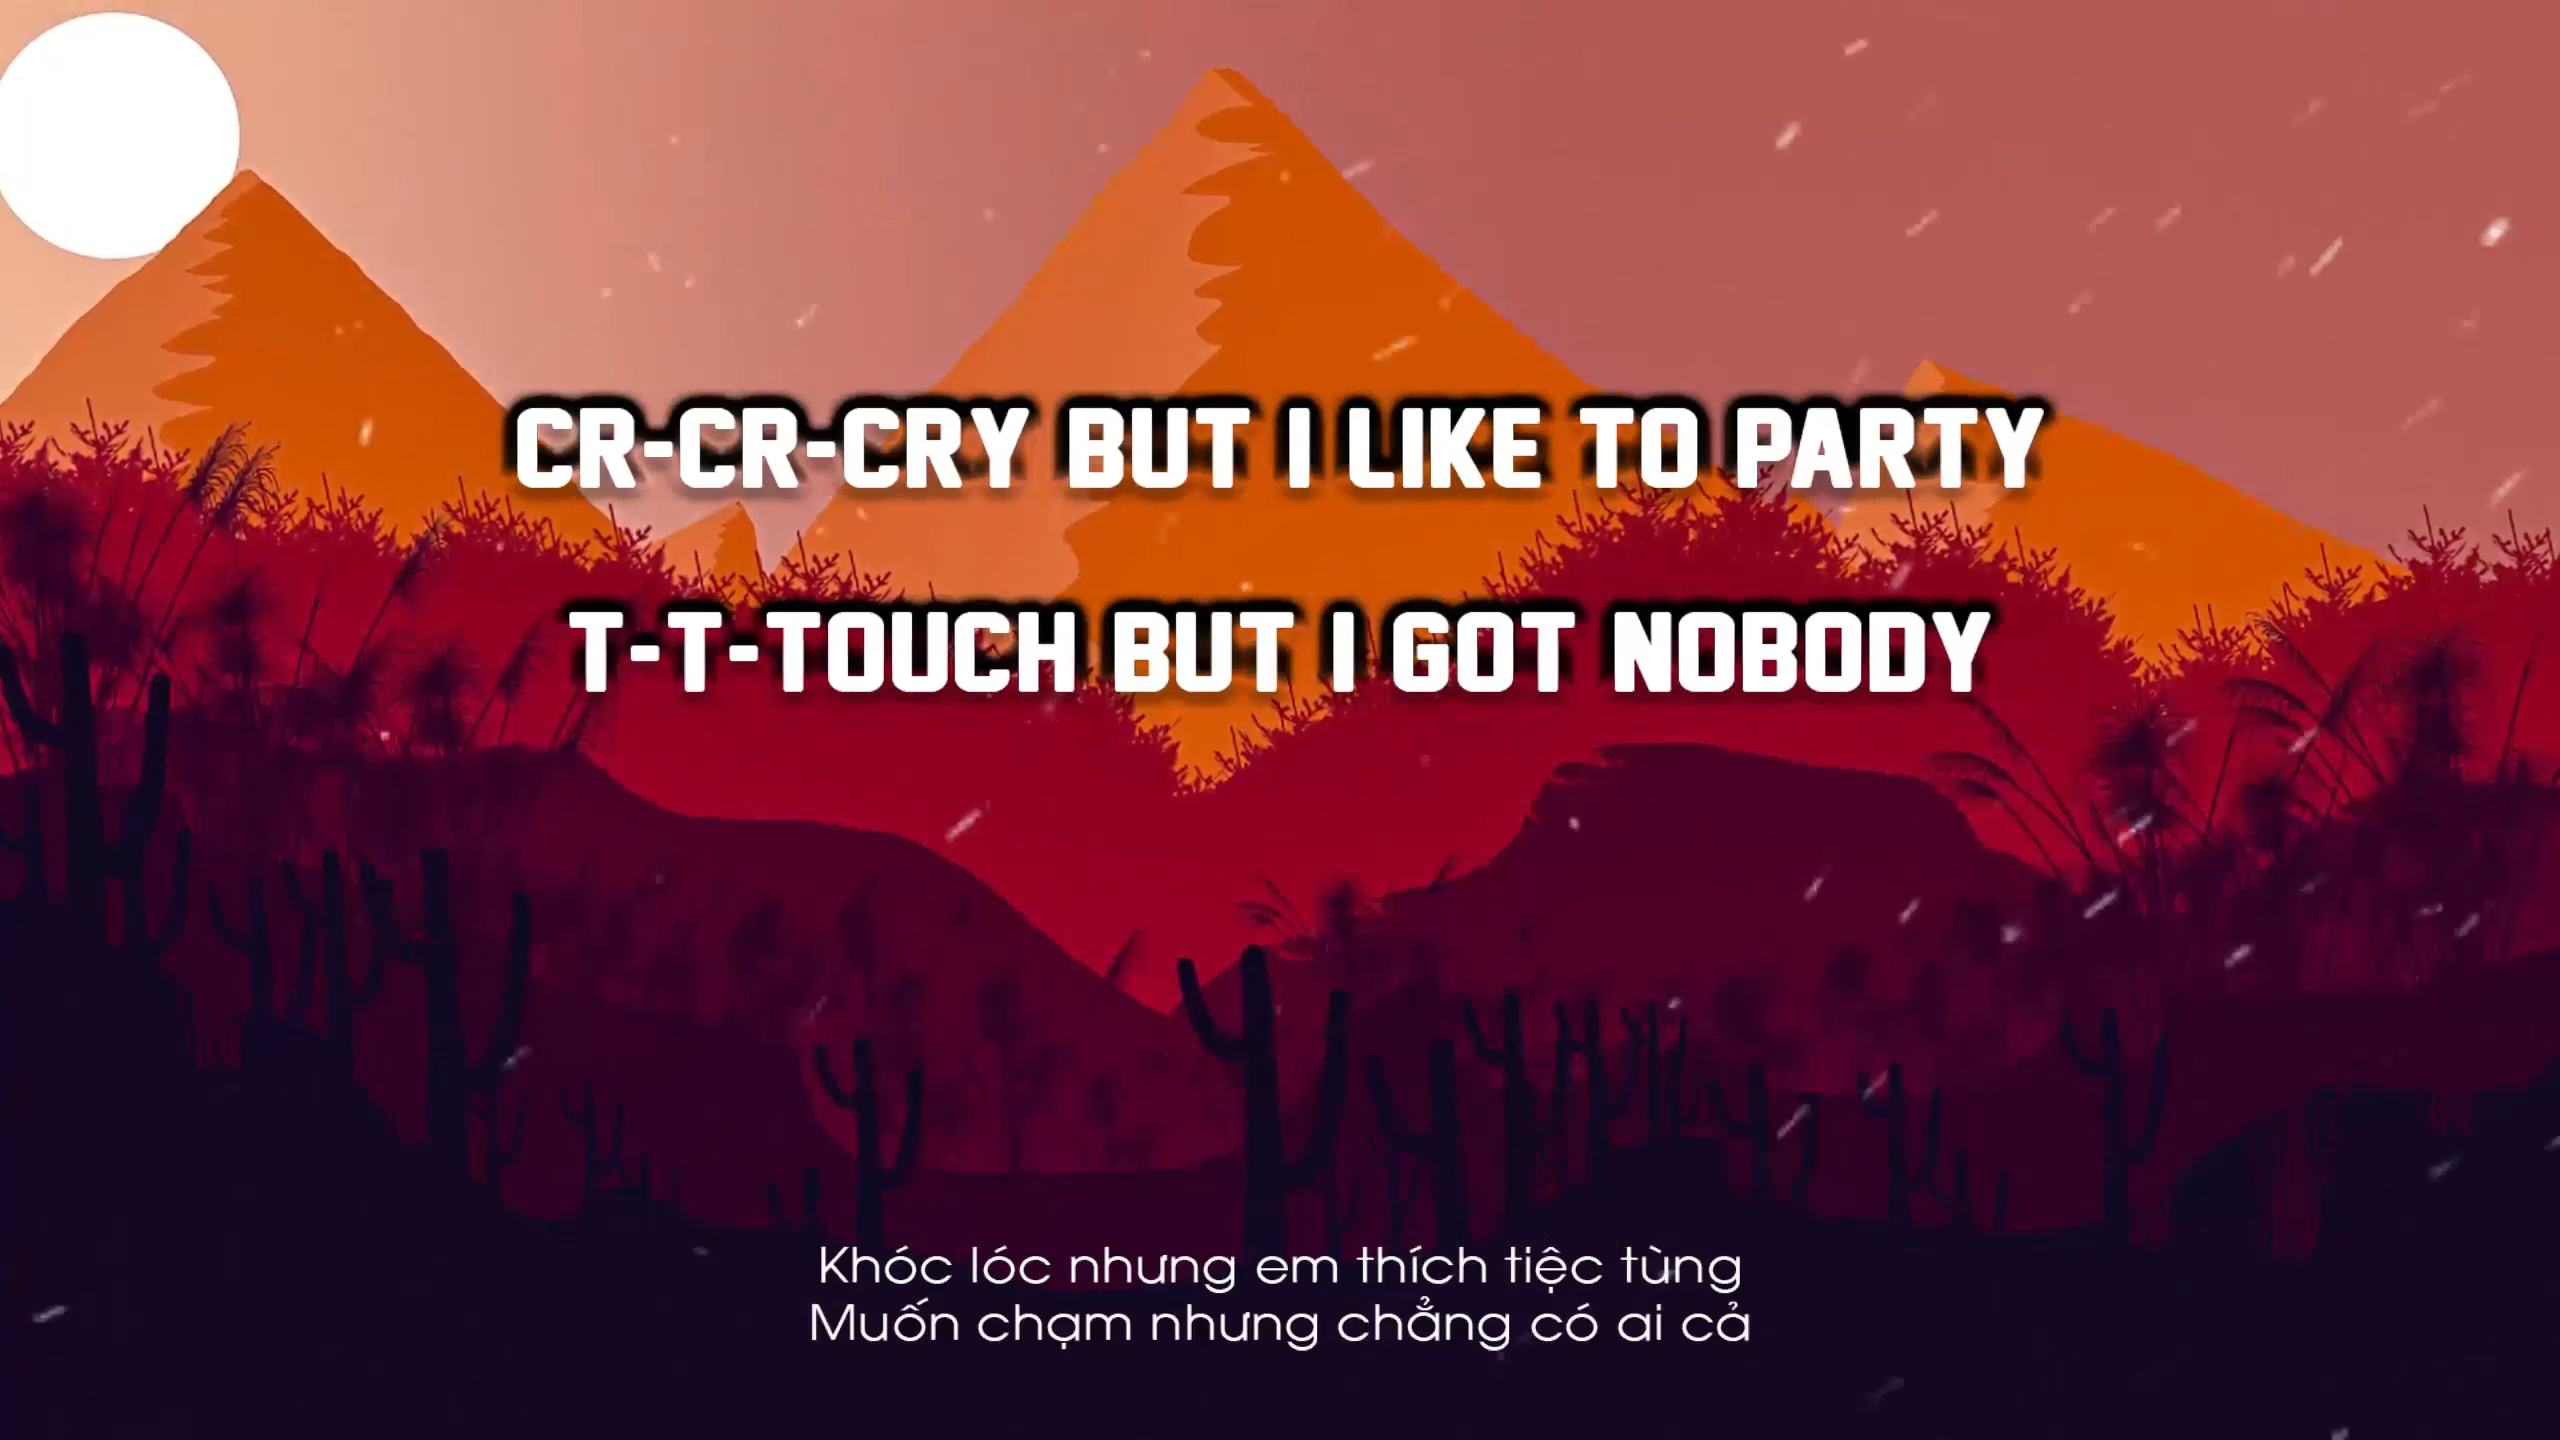 CR-CR-CRY BUT I LIKE TO PARTY
T-T-TOUCH BUT I GOT NOBODY
Khóc lóc nhưng em thích tiệc tùng
Muốn chạm nhưng chẳng có ai cả